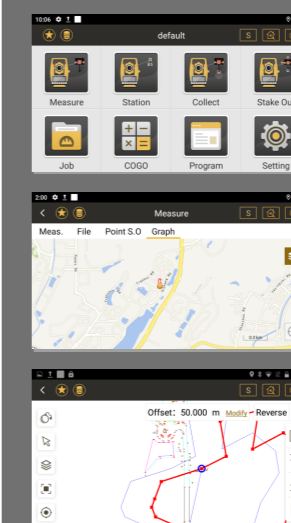 10:06
default
S
Measure Station Collect Stake Ou
Job COGO Program Setting
2:00
Measure
S
Meas. File Point S.O Graph
S
Offset: 50.000 m Modify Reverse